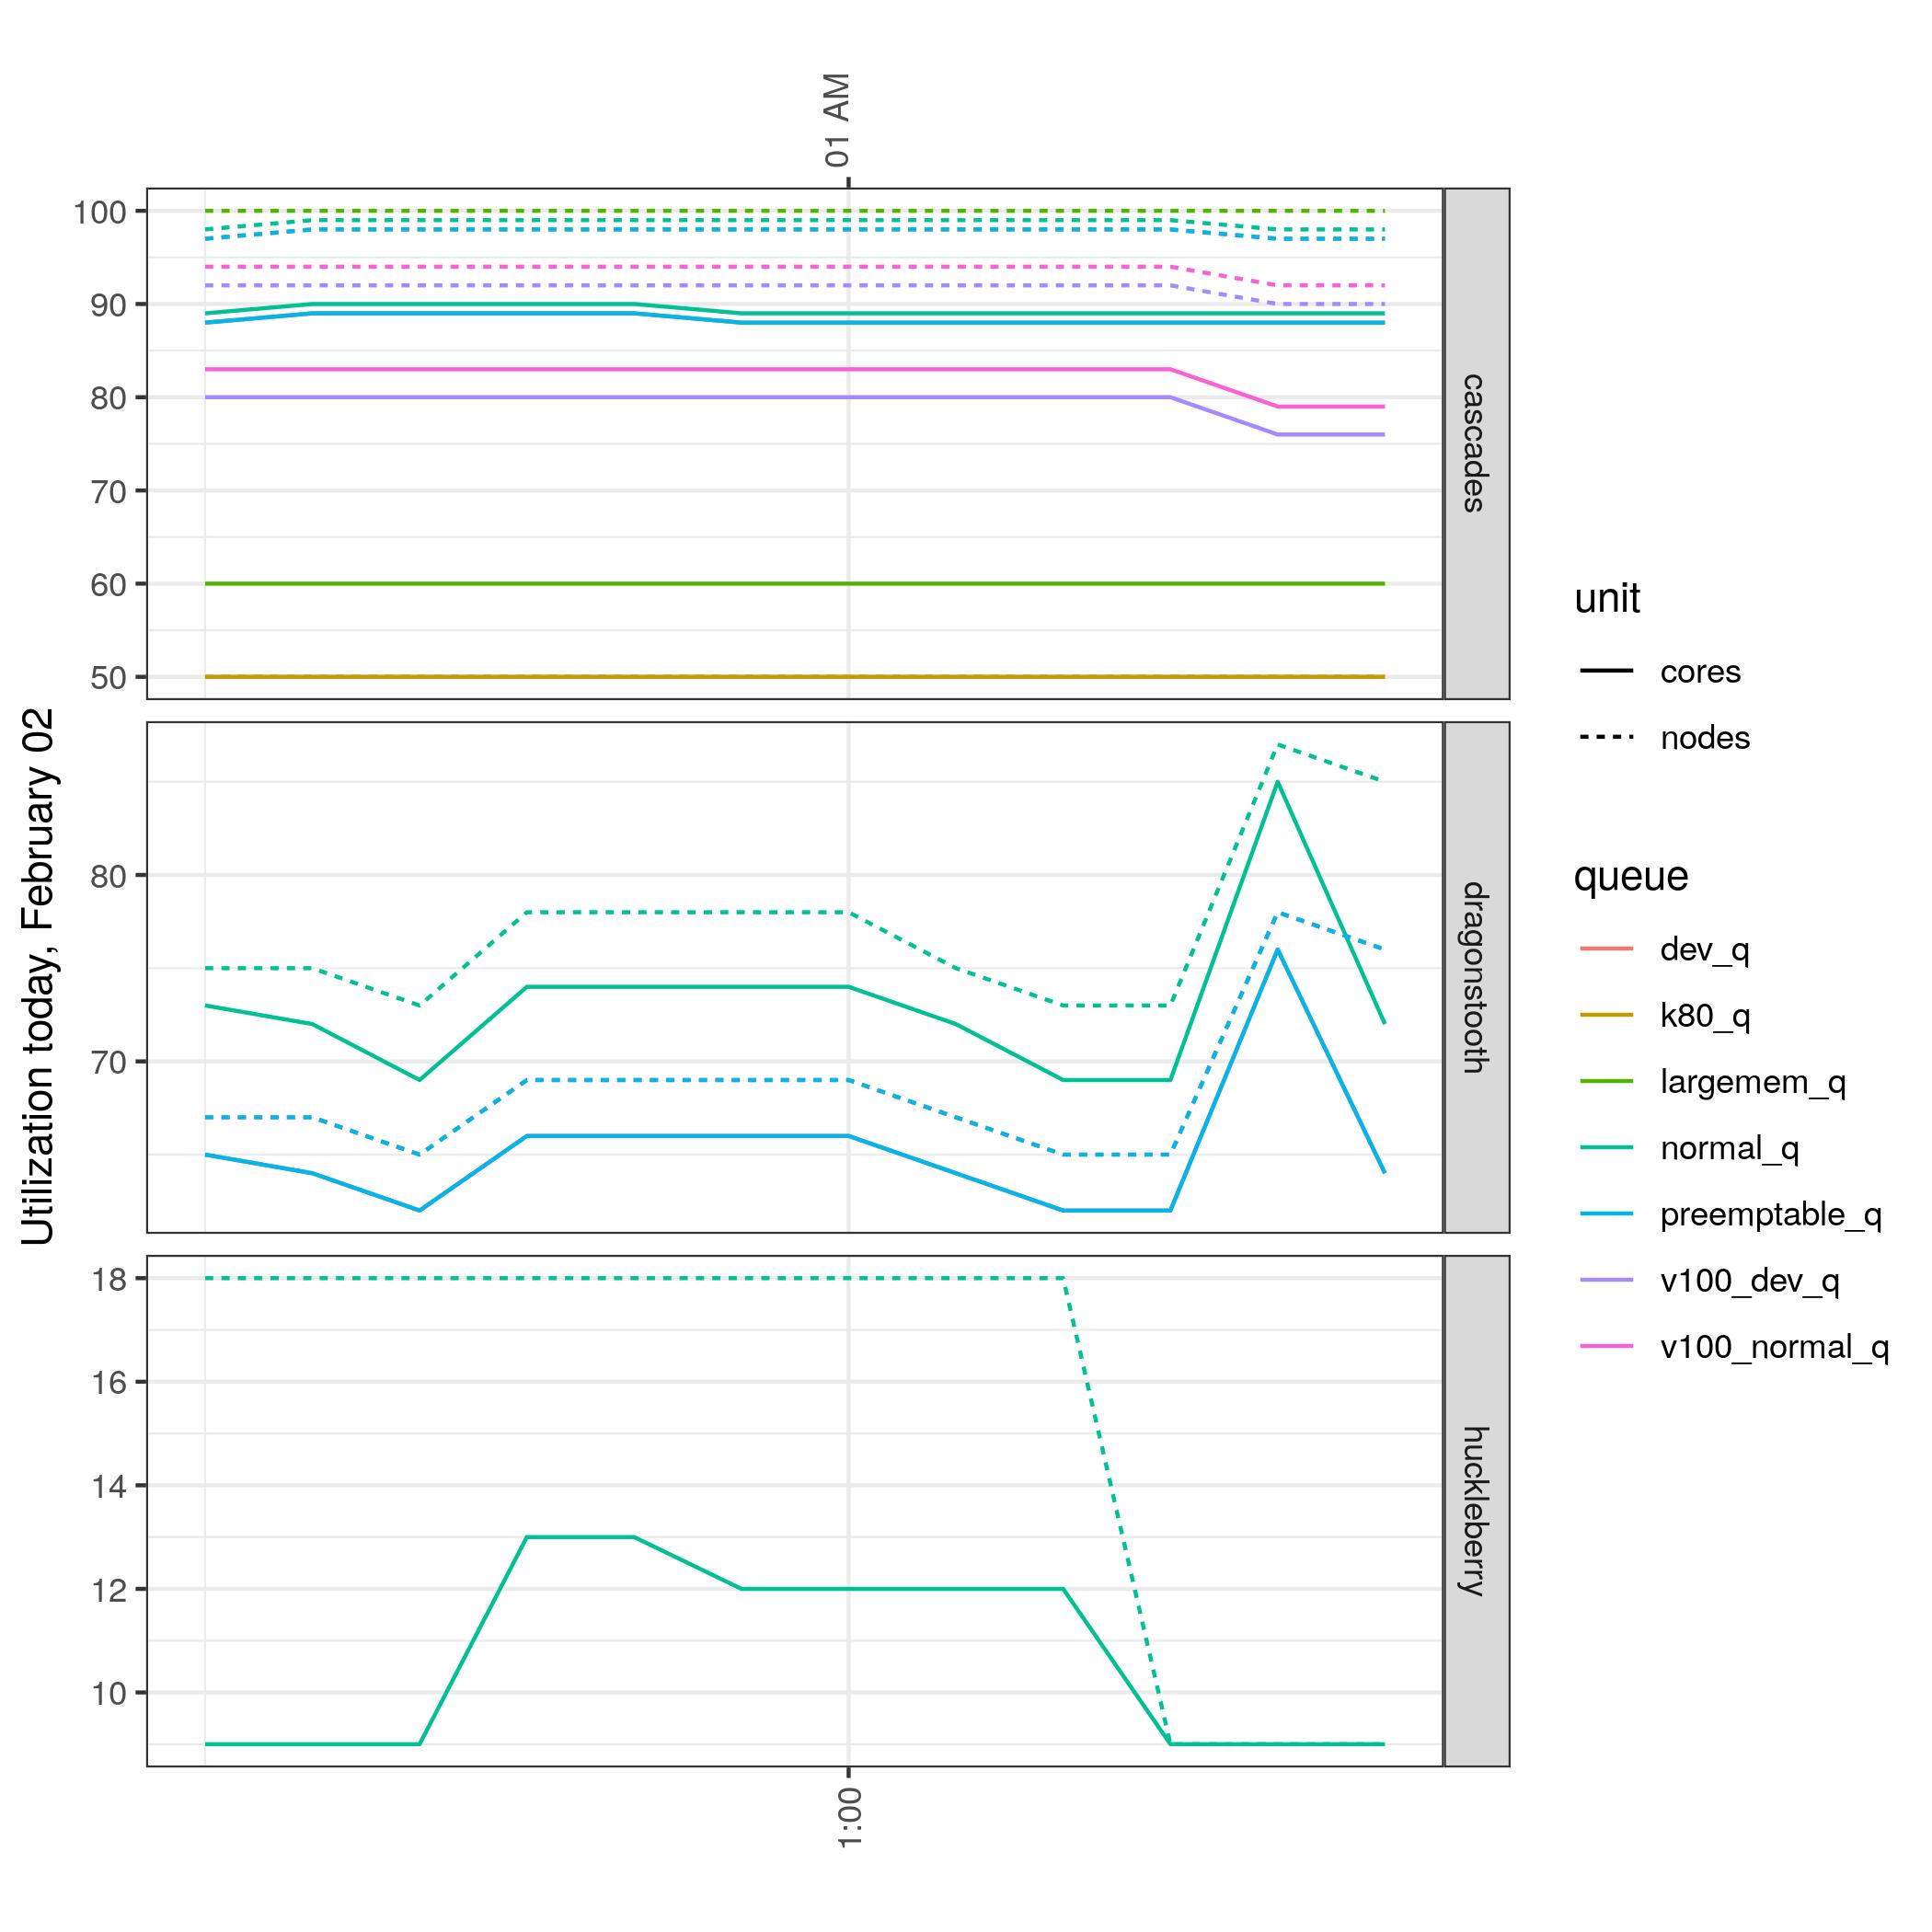 01 AM
Utilization today, February 02
100
90
80
70
60
50
cascades
80
70
dragonstooth
18
16
14
12
10
huckleberry
1:00
unit
cores
nodes
queue
dev_q
k80_q
largemem_q
normal_q
preemptable_q
v100_dev_q
v100_normal_q